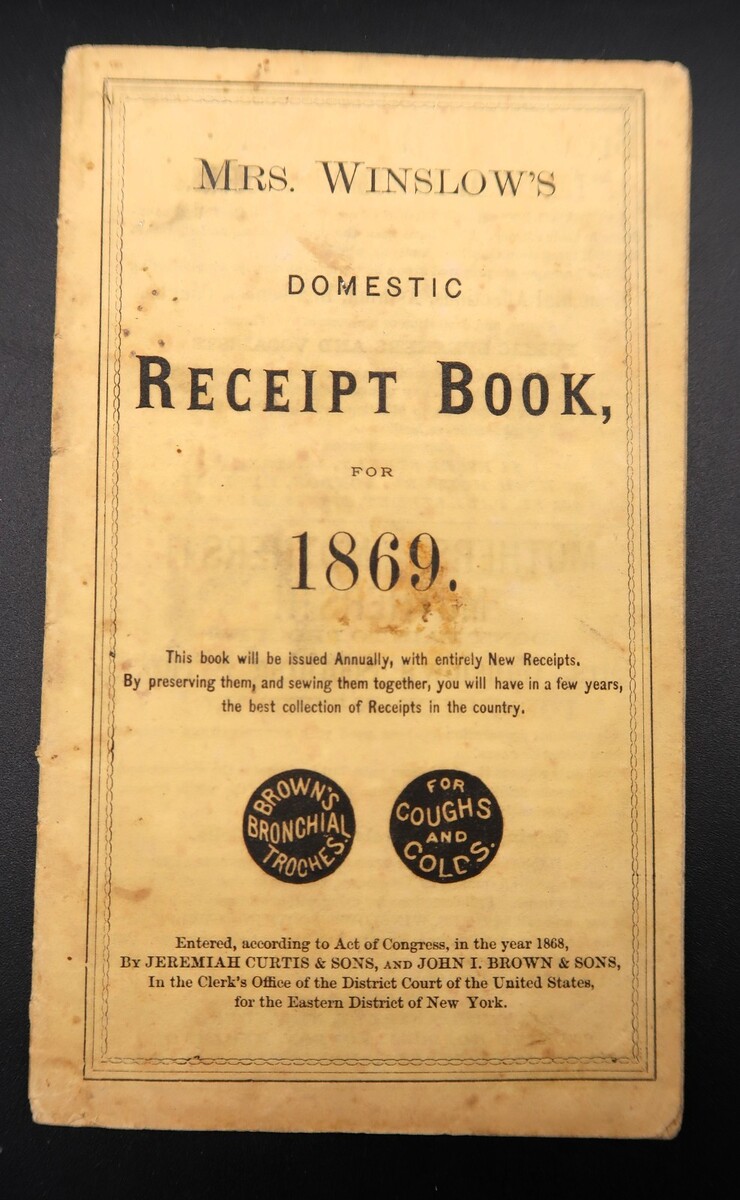 MRS. WINSLOW'S
DOMESTIC
RECEIPT BOOK,
FOR
1869.
This book will be issued Annually, with entirely New Receipts.
By preserving them, and sewing them together, you will have in a few years,
the best collection of Receipts in the country.
BROWN'S
BRONCHIAL
TROCHES.
FOR
COUGHS
AND
COLDS.
Entered, according to Act of Congress, in the year 1868,
BY JEREMIAH CURTIS & SONS, AND JOHN I. BROWN & SONS,
In the Clerk's Office of the District Court of the United States,
for the Eastern District of New York.